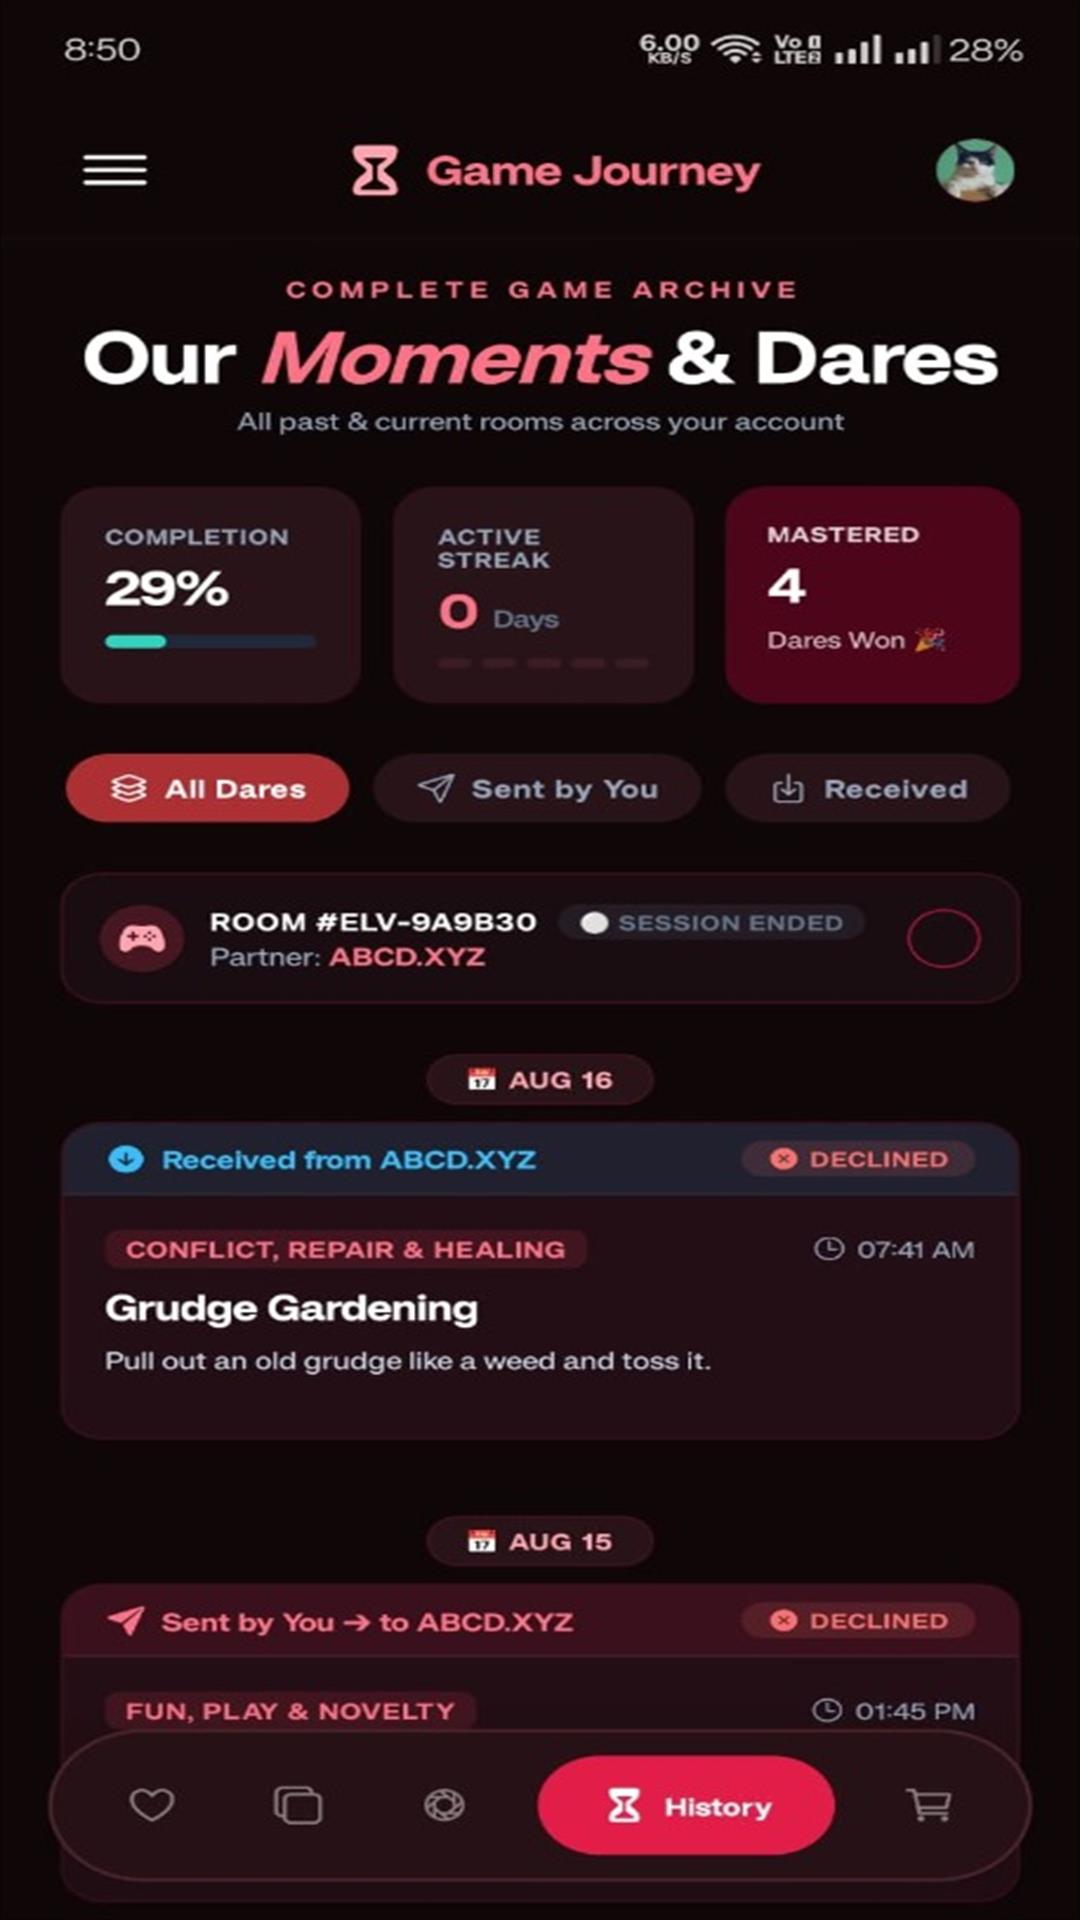 8:50
6.00 KB/S Vo LTE2 28%
Game Journey
COMPLETE GAME ARCHIVE
Our Moments & Dares
All past & current rooms across your account
COMPLETION
29%
ACTIVE
STREAK
0 Days
MASTERED
4
Dares Won 🎉
All Dares
Sent by You
Received
ROOM #ELV-9A9B30
SESSION ENDED
Partner: ABCD.XYZ
17 AUG 16
Received from ABCD.XYZ
DECLINED
CONFLICT, REPAIR & HEALING
07:41 AM
Grudge Gardening
Pull out an old grudge like a weed and toss it.
17 AUG 15
Sent by You → to ABCD.XYZ
DECLINED
FUN, PLAY & NOVELTY
01:45 PM
History